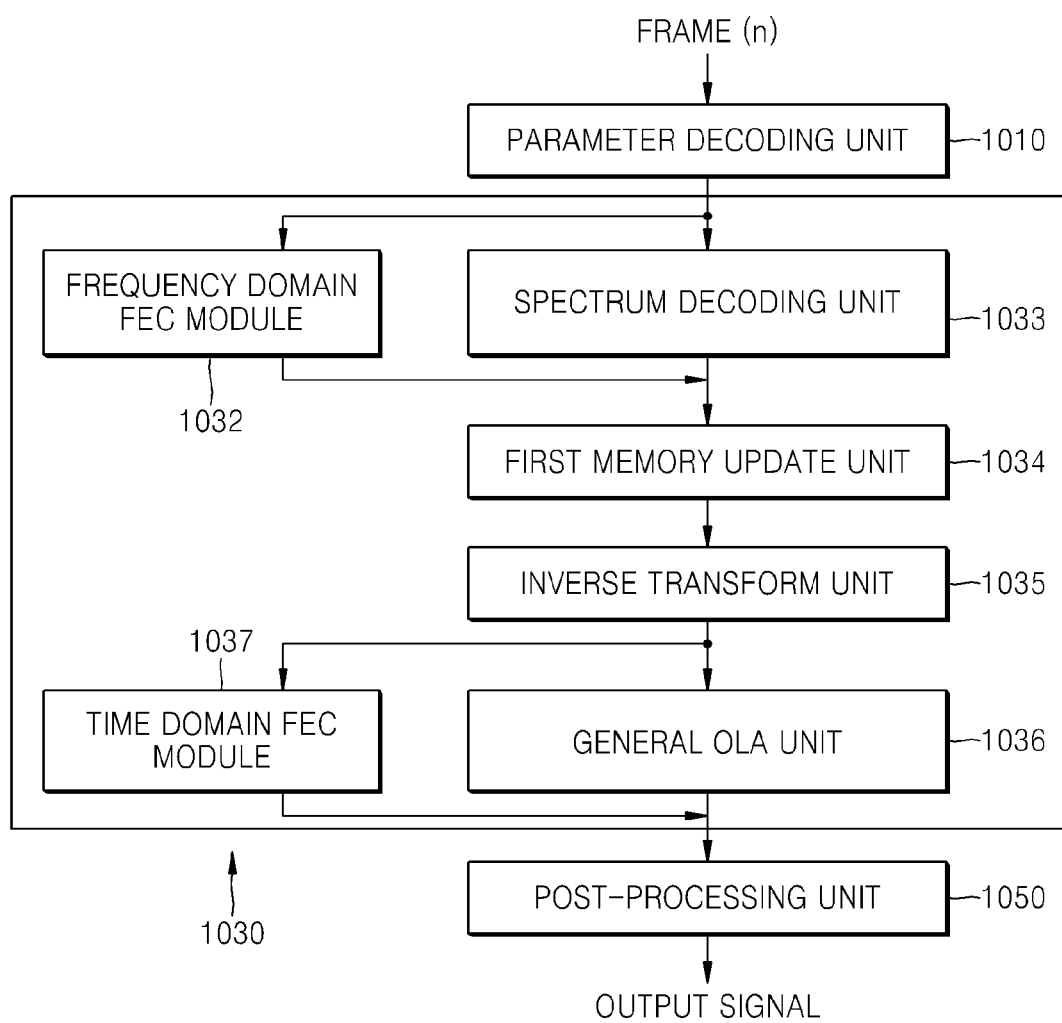 FRAME (n)
PARAMETER DECODING UNIT
1010
FREQUENCY DOMAIN
FEC MODULE
1032
SPECTRUM DECODING UNIT
1033
FIRST MEMORY UPDATE UNIT
1034
INVERSE TRANSFORM UNIT
1035
1037
TIME DOMAIN FEC
MODULE
GENERAL OLA UNIT
1036
1030
POST-PROCESSING UNIT
1050
OUTPUT SIGNAL